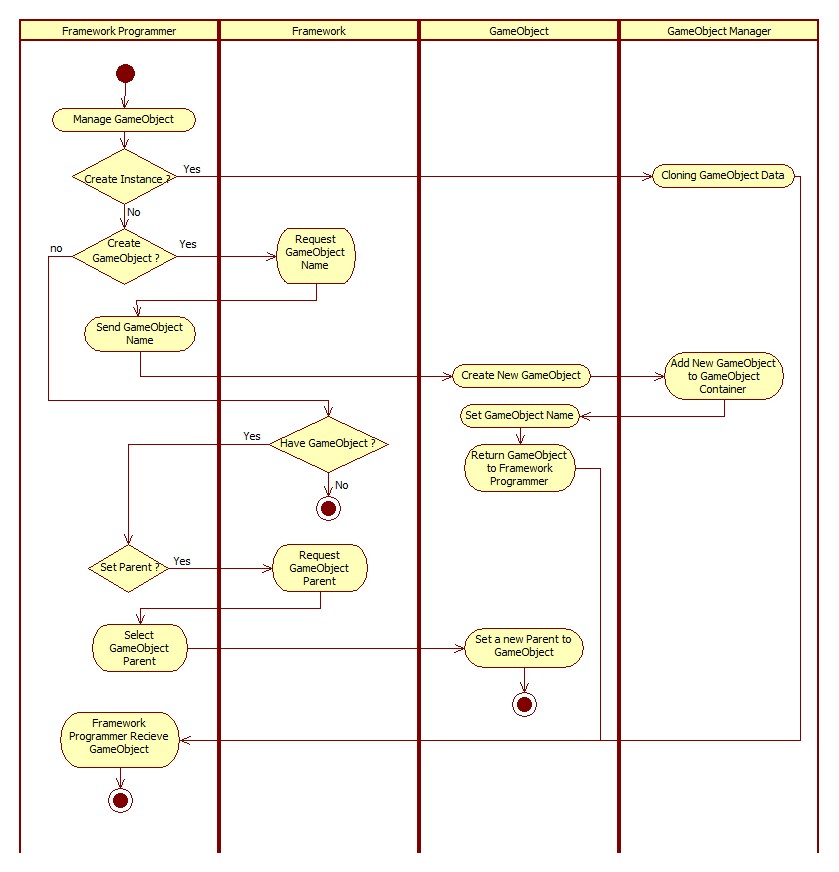 Framework Programmer
Framework
GameObject
GameObject Manager
Manage GameObject
Create Instance ?
Yes
Cloning GameObject Data
No
Create
GameObject ?
no
Yes
Request
GameObject
Name
Send GameObject
Name
Create New GameObject
Add New GameObject
to GameObject
Container
Set GameObject Name
Have GameObject ?
Yes
No
Return GameObject
to Framework
Programmer
Set Parent ?
Yes
Request
GameObject
Parent
Select
GameObject
Parent
Set a new Parent to
GameObject
Framework
Programmer Recieve
GameObject